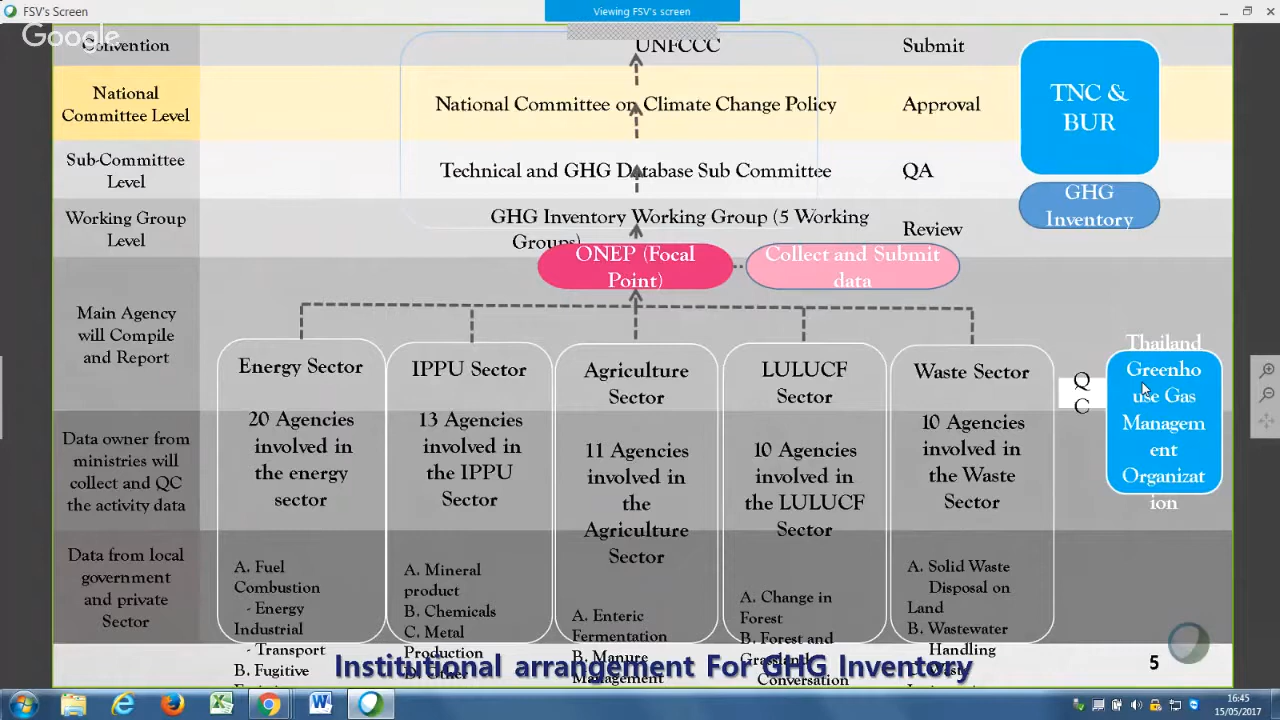 FSV's Screen
Viewing FSV's screen
Google
Convention
UNFCCC
Submit
National
Committee Level
National Committee on Climate Change Policy
Approval
TNC &
BUR
Sub-Committee
Level
Technical and GHG Database Sub Committee
QA
GHG
Inventory
Working Group
Level
GHG Inventory Working Group (5 Working
Groups)
Review
ONEP (Focal
Point)
Collect and Submit
data
Main Agency
will Compile
and Report
Data owner from
ministries will
collect and QC
the activity data
Data from local
government
and private
Sector
Energy Sector
20 Agencies
involved in
the energy
sector
A. Fuel
Combustion
- Energy
Industrial
- Transport
B. Fugitive
IPPU Sector
13 Agencies
involved in
the IPPU
Sector
A. Mineral
product
B. Chemicals
C. Metal
Production
D. Other
Agriculture
Sector
11 Agencies
involved in
the
Agriculture
Sector
A. Enteric
Fermentation
B. Manure
Management
LULUCF
Sector
10 Agencies
involved in
the LULUCF
Sector
A. Change in
Forest
B. Forest and
Grassland
Conversation
Waste Sector
10 Agencies
involved in
the Waste
Sector
A. Solid Waste
Disposal on
Land
B. Wastewater
Handling
Q
C
Thailand
Greenho
use Gas
Managem
ent
Organizat
ion
Institutional arrangement For GHG Inventory
5
16:45
15/05/2017